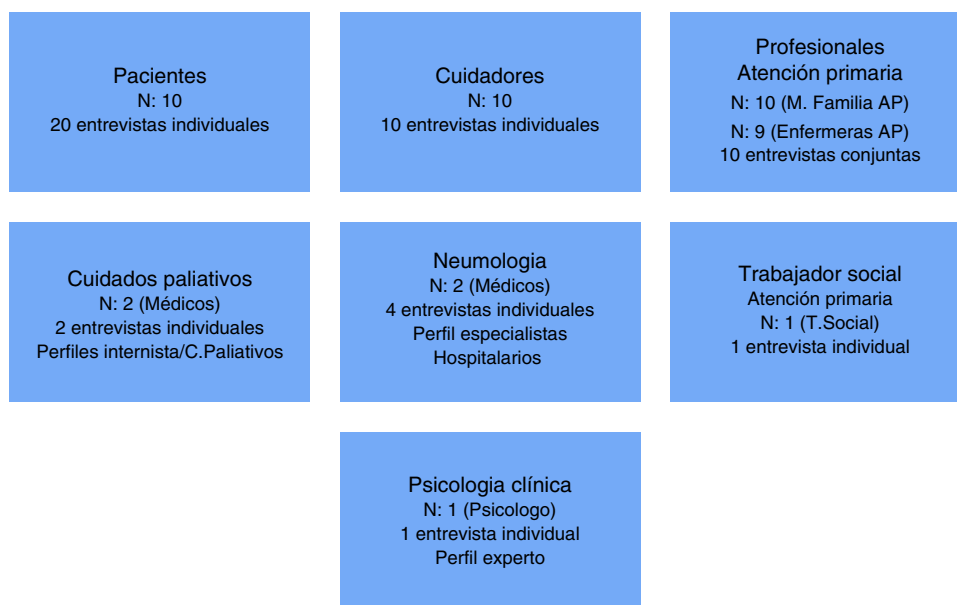 Pacientes
N: 10
20 entrevistas individuales
Cuidadores
N: 10
10 entrevistas individuales
Profesionales
Atención primaria
N: 10 (M. Familia AP)
N: 9 (Enfermeras AP)
10 entrevistas conjuntas
Cuidados paliativos
N: 2 (Médicos)
2 entrevistas individuales
Perfiles internista/C.Paliativos
Neumologia
N: 2 (Médicos)
4 entrevistas individuales
Perfil especialistas
Hospitalarios
Trabajador social
Atención primaria
N: 1 (T.Social)
1 entrevista individual
Psicologia clínica
N: 1 (Psicologo)
1 entrevista individual
Perfil experto